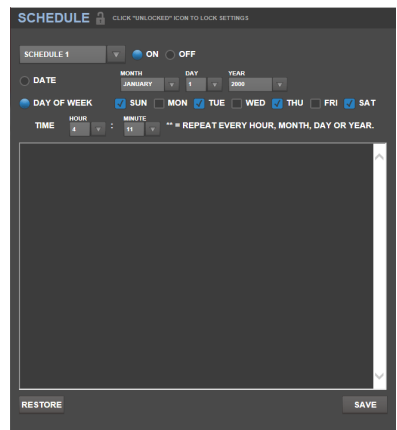 SCHEDULE CLICK "UNLOCKED" ICON TO LOCK SETTINGS
SCHEDULE 1 ON OFF
MONTH DAY YEAR
DATE JANUARY 1 2000
DAY OF WEEK SUN MON TUE WED THU FRI SAT
HOUR MINUTE
TIME 4 : 11 ** = REPEAT EVERY HOUR, MONTH, DAY OR YEAR.
RESTORE SAVE